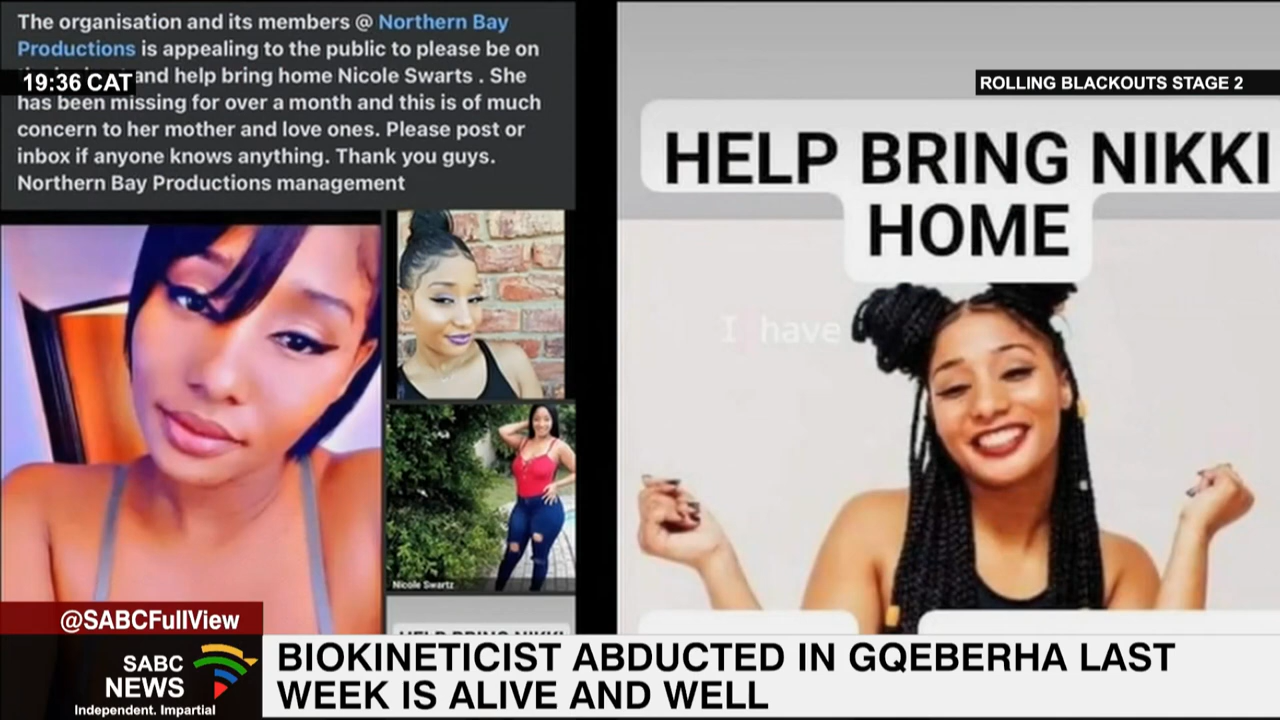 The organisation and its members @ Northern Bay
Productions is appealing to the public to please be on
and help bring home Nicole Swarts . She
has been missing for over a month and this is of much
concern to her mother and love ones. Please post or
inbox if anyone knows anything. Thank you guys.
Northern Bay Productions management
19:36 CAT
ROLLING BLACKOUTS STAGE 2
HELP BRING NIKKI
HOME
I have
Nicole Swartz
HELP BRING NIKKI
@SABCFullView
SABC
NEWS
Independent. Impartial
BIOKINETICIST ABDUCTED IN GQEBERHA LAST
WEEK IS ALIVE AND WELL